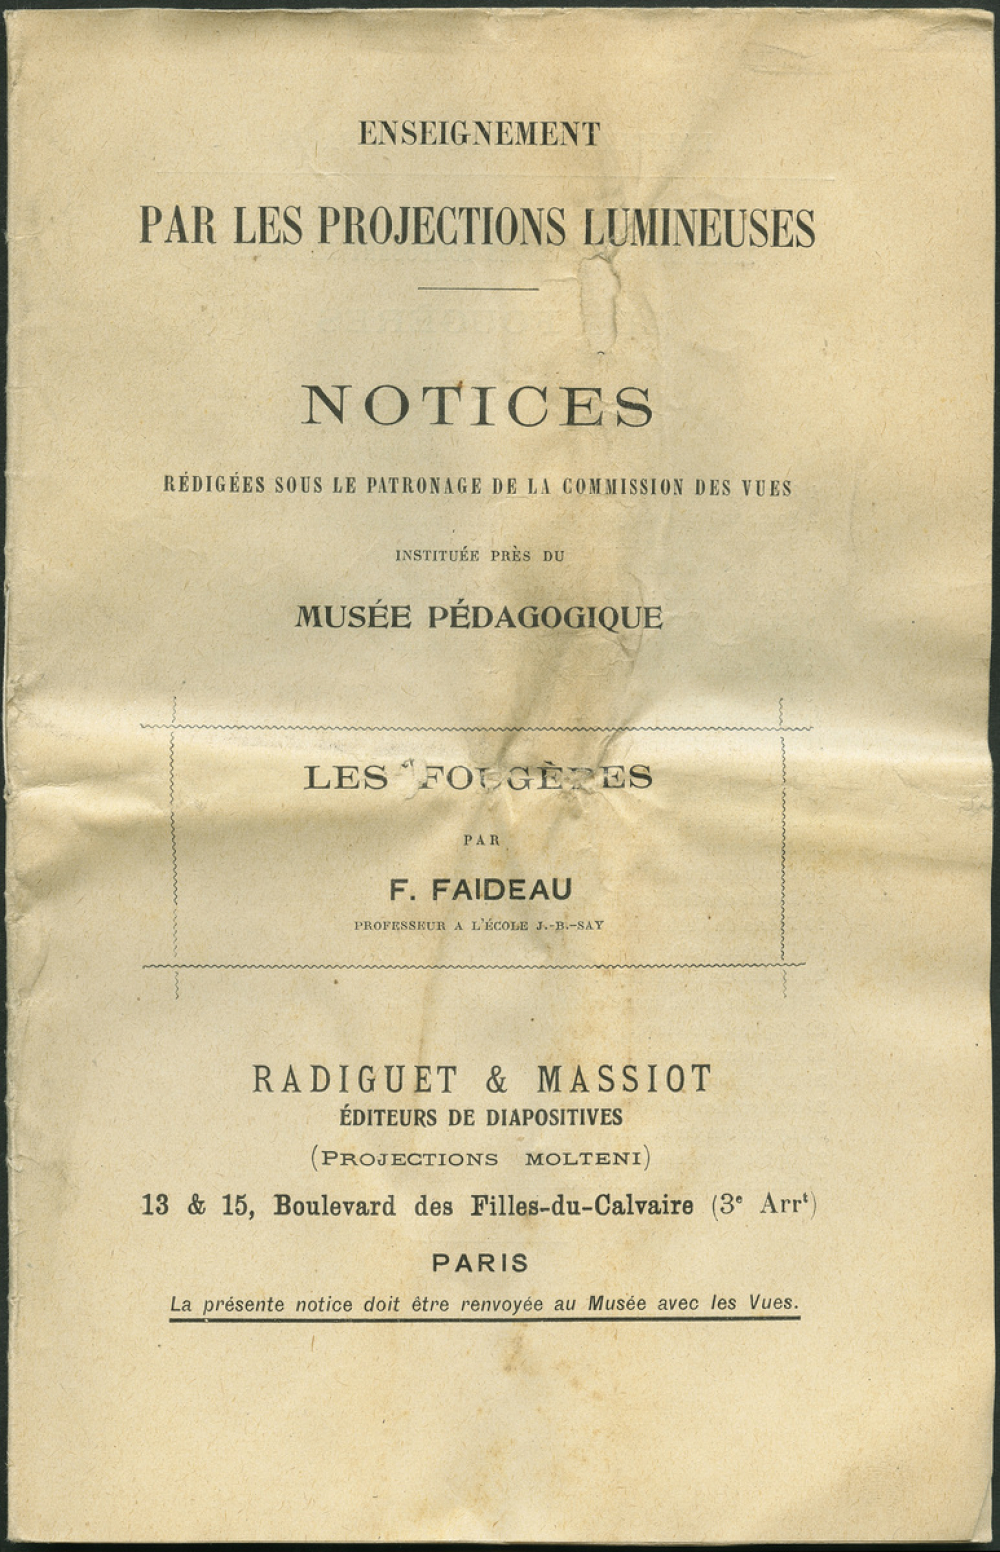 ENSEIGNEMENT
PAR LES PROJECTIONS LUMINEUSES
NOTICES
RÉDIGÉES SOUS LE PATRONAGE DE LA COMMISSION DES VUES
INSTITUÉE PRÈS DU
MUSÉE PÉDAGOGIQUE
LES FOUGÈRES
PAR
F. FAIDEAU
PROFESSEUR A L'ÉCOLE J.-B.-SAY
RADIGUET & MASSIOT
ÉDITEURS DE DIAPOSITIVES
(PROJECTIONS MOLTENI)
13 & 15, Boulevard des Filles-du-Calvaire (3e Arrt)
PARIS
La présente notice doit être renvoyée au Musée avec les Vues.